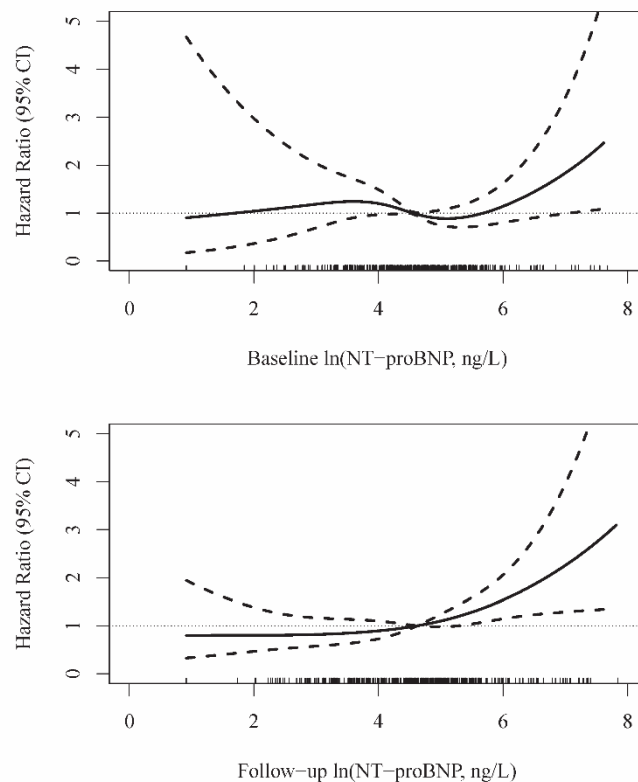 5
4
3
2
1
0
Hazard Ratio (95% CI)
0 2 4 6 8
Baseline ln(NT−proBNP, ng/L)
5
4
3
2
1
0
Hazard Ratio (95% CI)
0 2 4 6 8
Follow−up ln(NT−proBNP, ng/L)